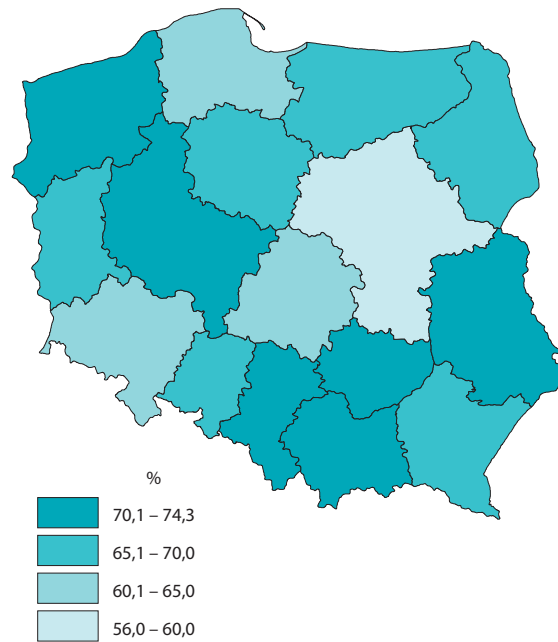 %
70,1 – 74,3
65,1 – 70,0
60,1 – 65,0
56,0 – 60,0